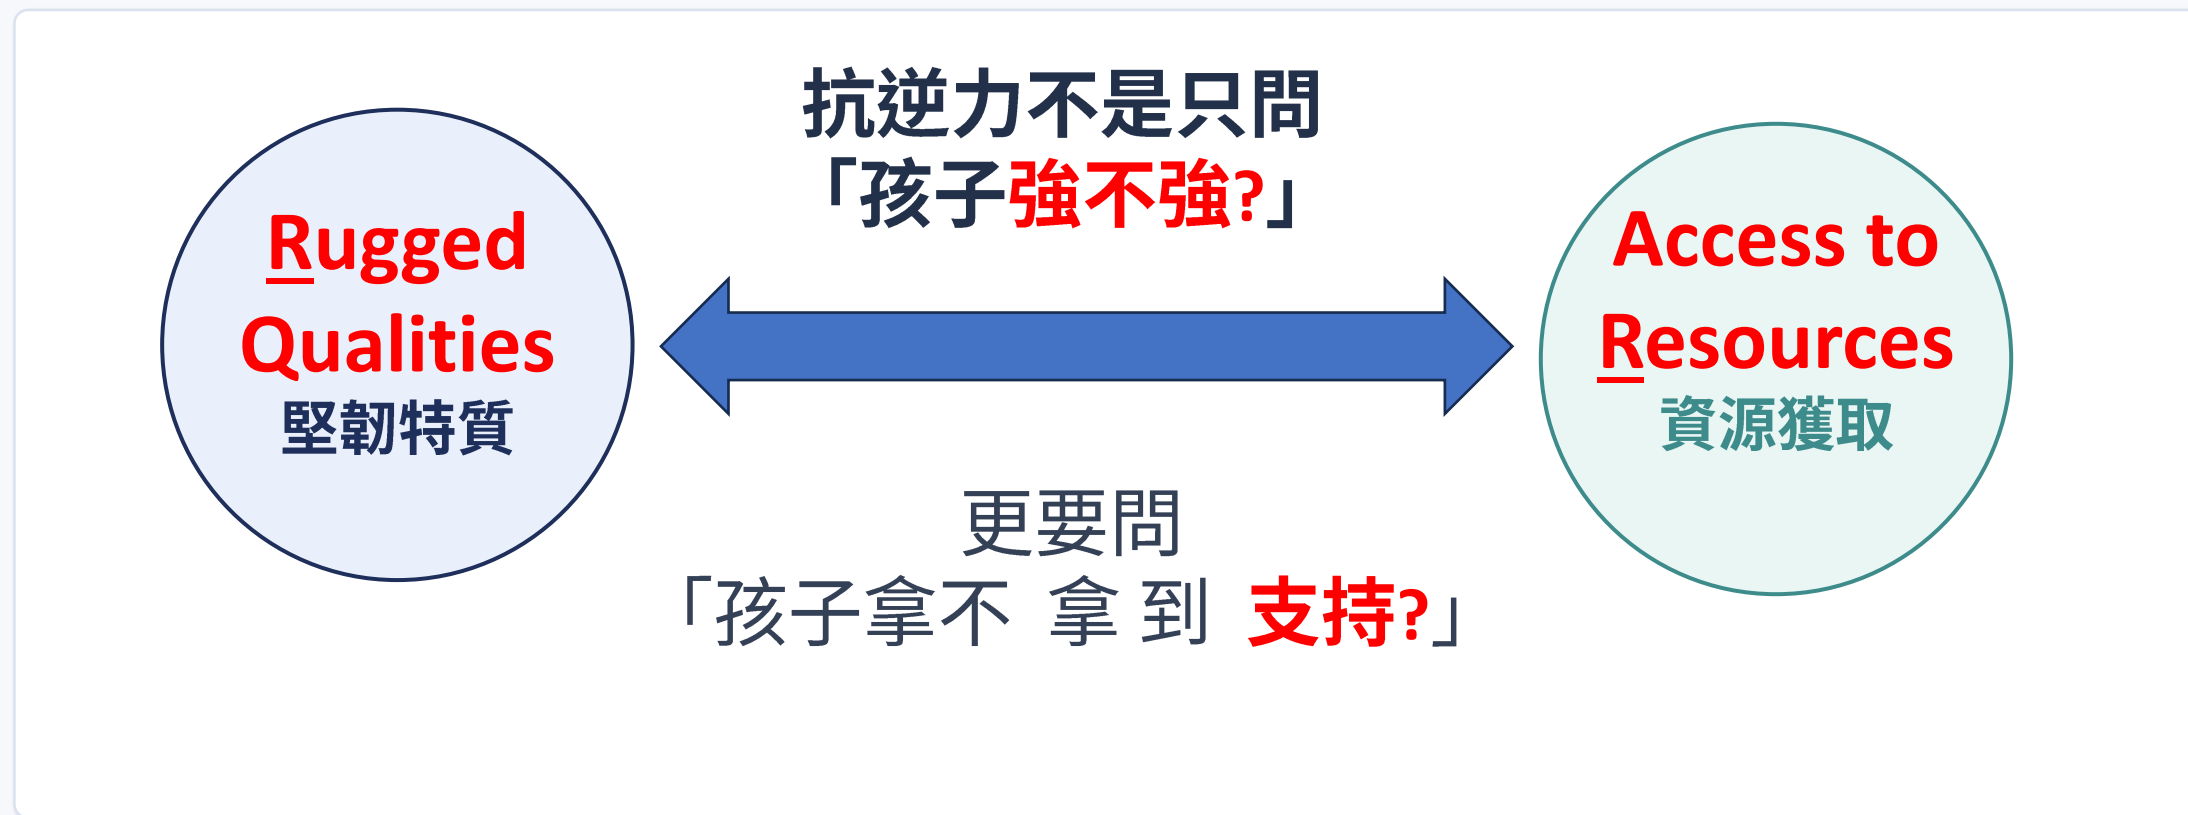 抗逆力不是只問
「孩子強不強?」
Rugged
Qualities
堅韌特質
Access to
Resources
資源獲取
更要問
「孩子拿不 拿 到 支持?」